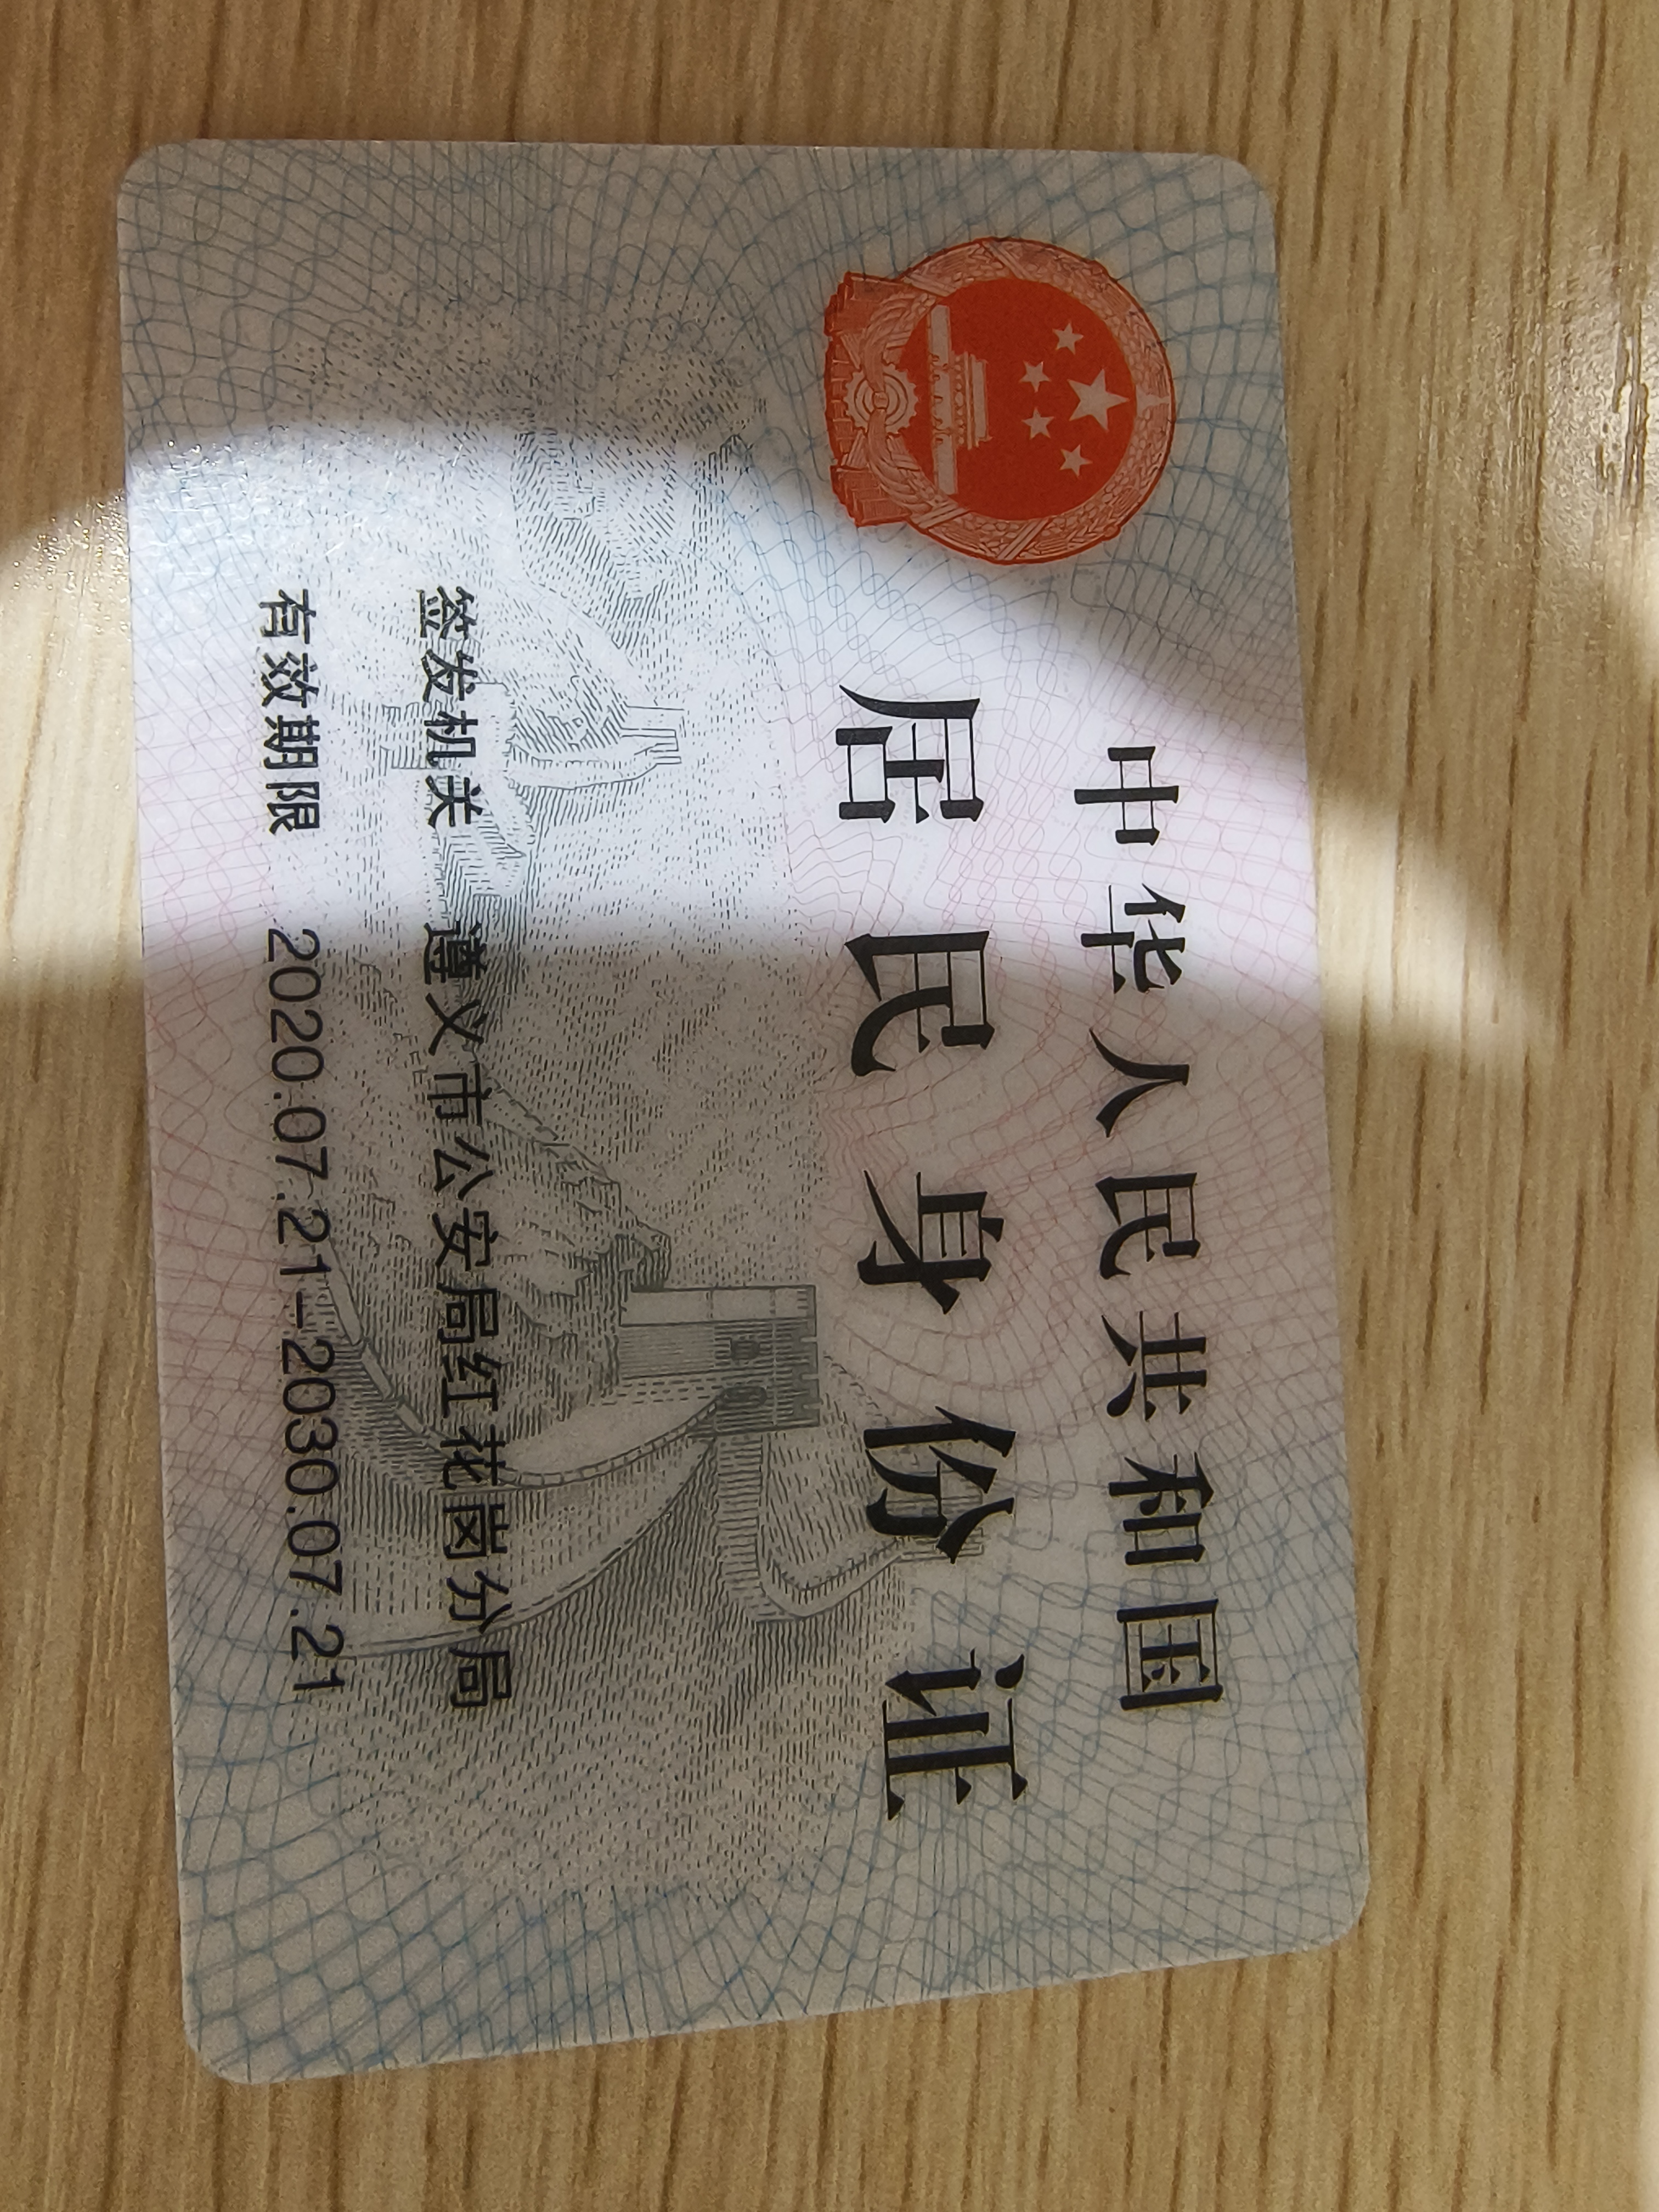 中华人民共和国
居民身份证
签发机关 遵义市公安局红花岗分局
有效期限 2020.07.21-2030.07.21